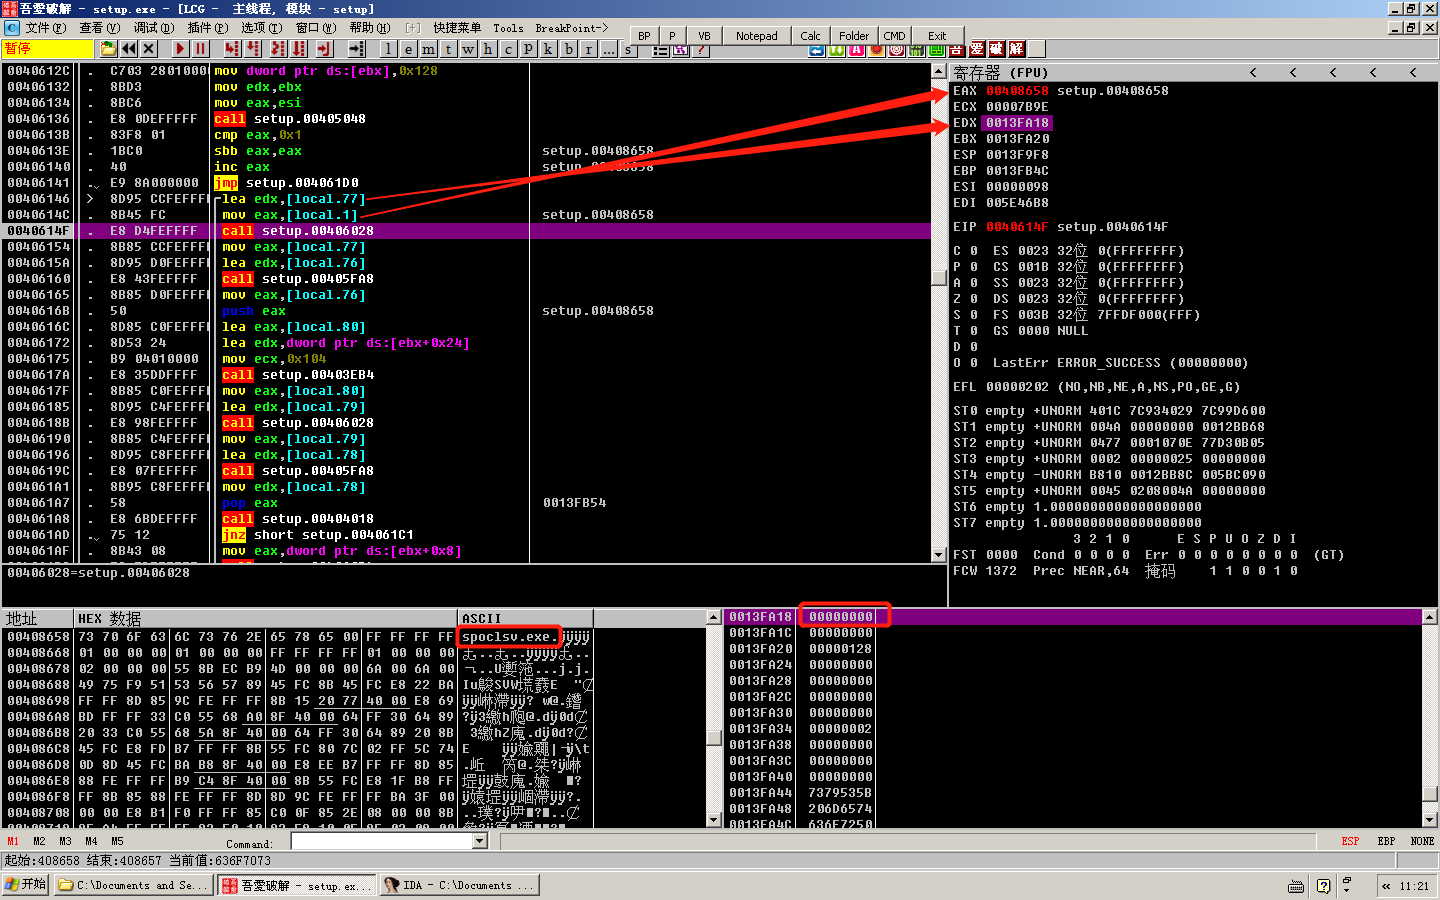 吾爱破解 - setup.exe - [LCG -  主线程, 模块 - setup]
文件(F) 查看(V) 调试(D) 插件(P) 选项(T) 窗口(W) 帮助(H) [+] 快捷菜单 Tools BreakPoint->
BP P VB Notepad Calc Folder CMD Exit
暂停 l e m t w h c p k b r ... s
0040612C . C703 2801000 mov dword ptr ds:[ebx],0x128
00406132 . 8BD3 mov edx,ebx
00406134 . 8BC6 mov eax,esi
00406136 . E8 0DEFFFFF call setup.00405048
0040613B . 83F8 01 cmp eax,0x1
0040613E . 1BC0 sbb eax,eax setup.00408658
00406140 . 40 inc eax setup.00408658
00406141 . E9 8A000000 jmp setup.004061D0
00406146 > 8D95 CCFEFFFF lea edx,[local.77]
0040614C . 8B45 FC mov eax,[local.1] setup.00408658
0040614F . E8 D4FEFFFF call setup.00406028
00406154 . 8B85 CCFEFFFF mov eax,[local.77]
0040615A . 8D95 D0FEFFFF lea edx,[local.76]
00406160 . E8 43FEFFFF call setup.00405FA8
00406165 . 8B85 D0FEFFFF mov eax,[local.76]
0040616B . 50 push eax setup.00408658
0040616C . 8D85 C0FEFFFF lea eax,[local.80]
00406172 . 8D53 24 lea edx,dword ptr ds:[ebx+0x24]
00406175 . B9 04010000 mov ecx,0x104
0040617A . E8 35DDFFFF call setup.00403EB4
0040617F . 8B85 C0FEFFFF mov eax,[local.80]
00406185 . 8D95 C4FEFFFF lea edx,[local.79]
0040618B . E8 98FEFFFF call setup.00406028
00406190 . 8B85 C4FEFFFF mov eax,[local.79]
00406196 . 8D95 C8FEFFFF lea edx,[local.78]
0040619C . E8 07FEFFFF call setup.00405FA8
004061A1 . 8B95 C8FEFFFF mov edx,[local.78]
004061A7 . 58 pop eax 0013FB54
004061A8 . E8 6BDEFFFF call setup.00404018
004061AD . 75 12 jnz short setup.004061C1
004061AF . 8B43 08 mov eax,dword ptr ds:[ebx+0x8]
00406028=setup.00406028
寄存器 (FPU) < < < < <
EAX 00408658 setup.00408658
ECX 00007B9E
EDX 0013FA18
EBX 0013FA20
ESP 0013F9F8
EBP 0013FB4C
ESI 00000098
EDI 005E46B8
EIP 0040614F setup.0040614F
C 0 ES 0023 32位 0(FFFFFFFF)
P 0 CS 001B 32位 0(FFFFFFFF)
A 0 SS 0023 32位 0(FFFFFFFF)
Z 0 DS 0023 32位 0(FFFFFFFF)
S 0 FS 003B 32位 7FFDF000(FFF)
T 0 GS 0000 NULL
D 0
O 0 LastErr ERROR_SUCCESS (00000000)
EFL 00000202 (NO,NB,NE,A,NS,PO,GE,G)
ST0 empty +UNORM 401C 7C934029 7C99D600
ST1 empty +UNORM 004A 00000000 0012BB68
ST2 empty +UNORM 0477 0001070E 77D30B05
ST3 empty +UNORM 0002 00000025 00000000
ST4 empty -UNORM B810 0012BB8C 005BC090
ST5 empty +UNORM 0045 0208004A 00000000
ST6 empty 1.0000000000000000000
ST7 empty 1.0000000000000000000
3 2 1 0 E S P U O Z D I
FST 0000 Cond 0 0 0 0 Err 0 0 0 0 0 0 0 0 (GT)
FCW 1372 Prec NEAR,64 掩码 1 1 0 0 1 0
地址 HEX 数据 ASCII
00408658 73 70 6F 63 6C 73 76 2E 65 78 65 00 FF FF FF FF spoclsv.exe.ÿÿÿÿ
00408668 01 00 00 00 01 00 00 00 FF FF FF FF 01 00 00 00
00408678 02 00 00 00 55 8B EC B9 4D 00 00 00 6A 00 6A 00
00408688 49 75 F9 51 53 56 57 89 45 FC 8B 45 FC E8 22 BA
00408698 FF FF 8D 85 9C FE FF FF 8B 15 20 77 40 00 E8 69
004086A8 BD FF FF 33 C0 55 68 A0 8F 40 00 64 FF 30 64 89
004086B8 20 33 C0 55 68 5A 8F 40 00 64 FF 30 64 89 20 8B
004086C8 45 FC E8 FD B7 FF FF 8B 55 FC 80 7C 02 FF 5C 74
004086D8 0D 8D 45 FC BA B8 8F 40 00 E8 EE B7 FF FF 8D 85
004086E8 88 FE FF FF B9 C4 8F 40 00 8B 55 FC E8 1F B8 FF
004086F8 FF 8B 85 88 FE FF FF 8D 8D 9C FE FF FF BA 3F 00
00408708 00 00 E8 B1 F0 FF FF 85 C0 0F 85 2E 08 00 00 8B
0013FA18 00000000
0013FA1C 00000000
0013FA20 00000128
0013FA24 00000000
0013FA28 00000000
0013FA2C 00000000
0013FA30 00000000
0013FA34 00000002
0013FA38 00000000
0013FA3C 00000000
0013FA40 00000000
0013FA44 7379535B
0013FA48 206D6574
0013FA4C 636F7250
M1 M2 M3 M4 M5 Command: ESP EBP NONE
起始:408658 结束:408657 当前值:636F7073
开始 C:\Documents and Se... 吾爱破解 - setup.ex... IDA - C:\Documents ... « 11:21